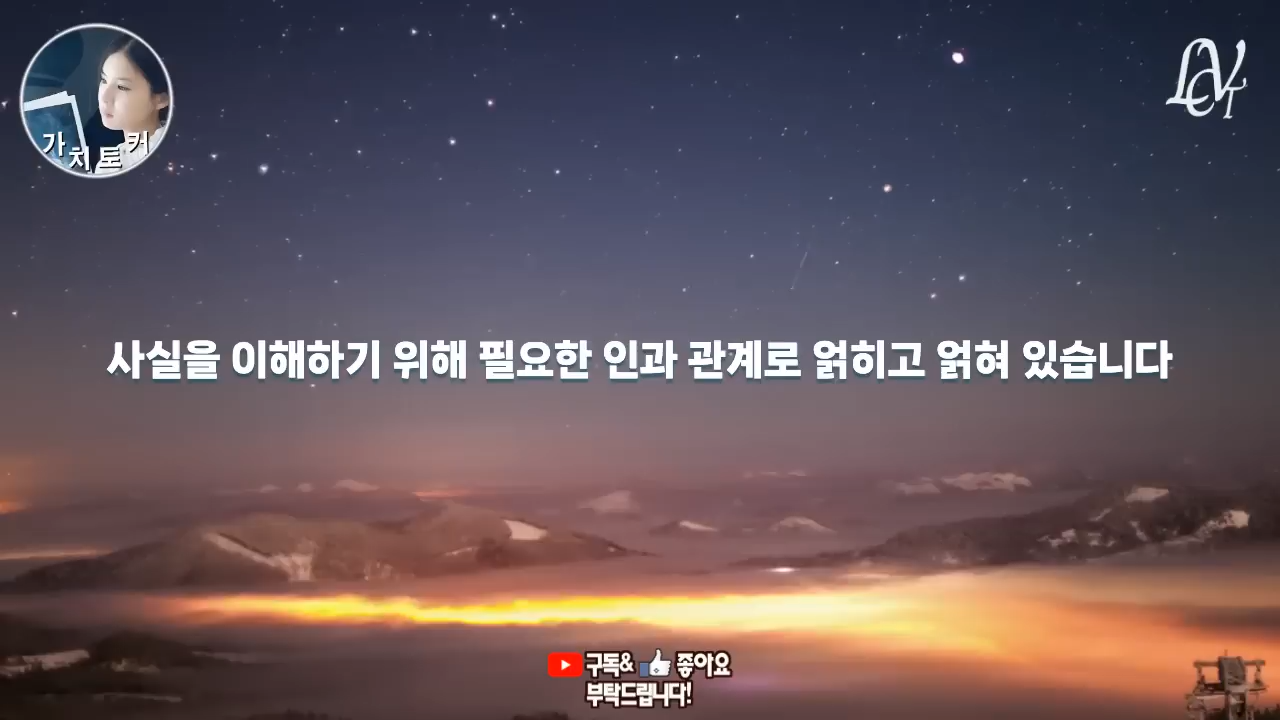 가치토커
사실을 이해하기 위해 필요한 인과 관계로 얽히고 얽혀 있습니다
구독& 좋아요
부탁드립니다!